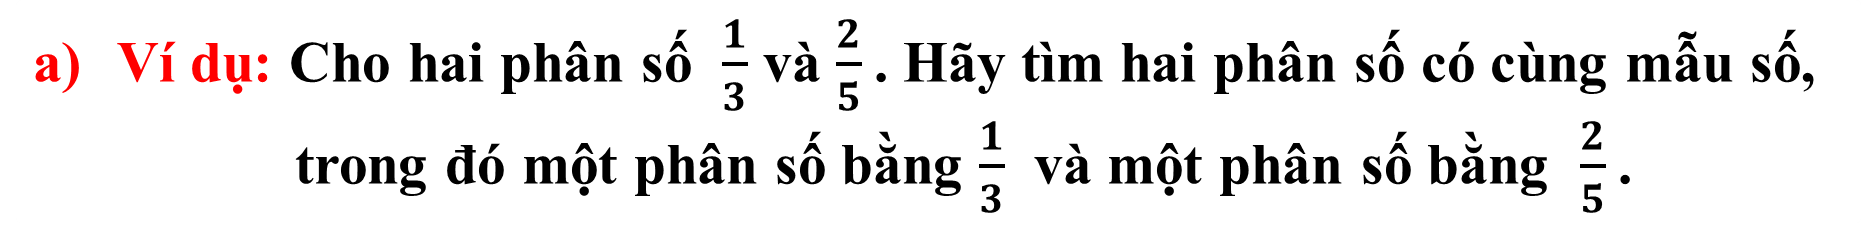 a) Ví dụ: Cho hai phân số 1/3 và 2/5 . Hãy tìm hai phân số có cùng mẫu số,
trong đó một phân số bằng 1/3 và một phân số bằng 2/5 .